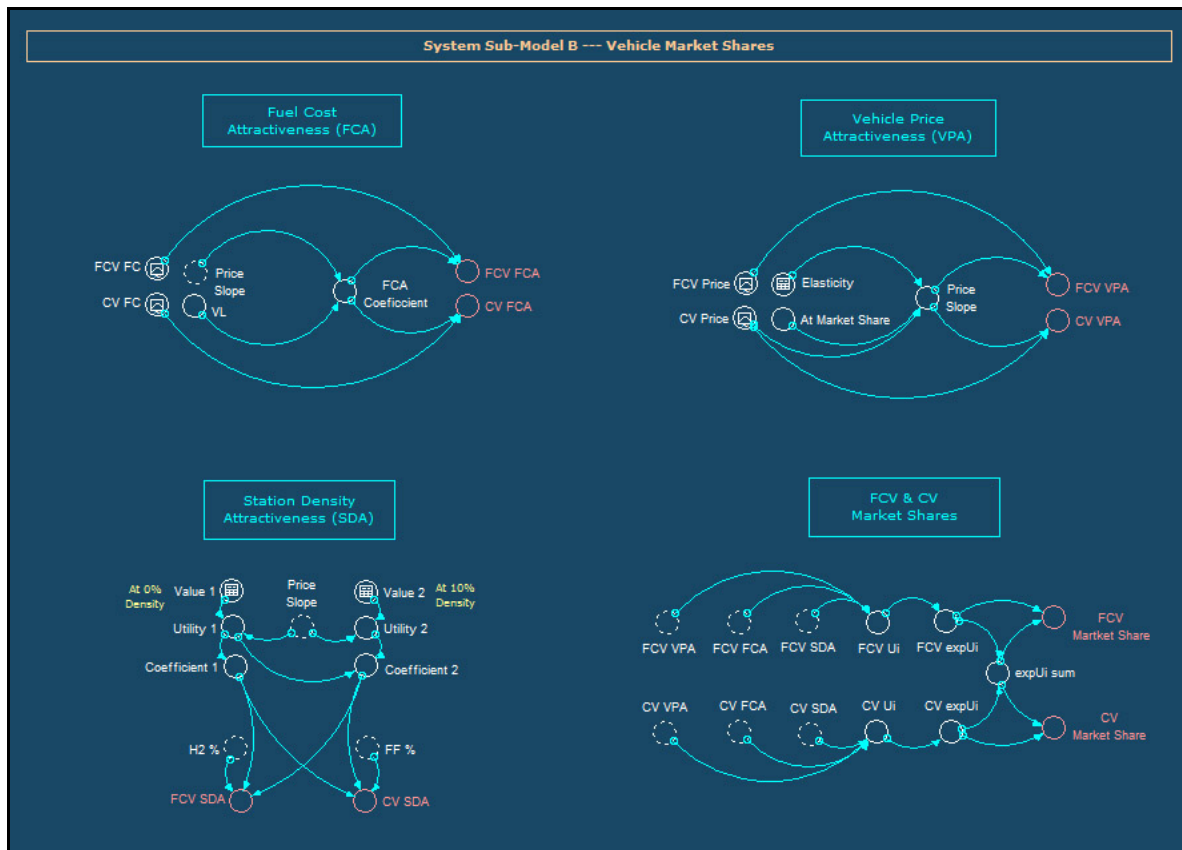 System Sub-Model B --- Vehicle Market Shares
Fuel Cost
Attractiveness (FCA)
FCV FC
Price
Slope
CV FC
VL
FCA
Coeficcient
FCV FCA
CV FCA
Vehicle Price
Attractiveness (VPA)
FCV Price
Elasticity
CV Price
At Market Share
Price
Slope
FCV VPA
CV VPA
Station Density
Attractiveness (SDA)
At 0%
Density
Value 1
Price
Slope
Value 2
At 10%
Density
Utility 1
Utility 2
Coefficient 1
Coefficient 2
H2 %
FF %
FCV SDA
CV SDA
FCV & CV
Market Shares
FCV VPA
FCV FCA
FCV SDA
FCV Ui
FCV expUi
FCV
Martket Share
expUi sum
CV VPA
CV FCA
CV SDA
CV Ui
CV expUi
CV
Martket Share